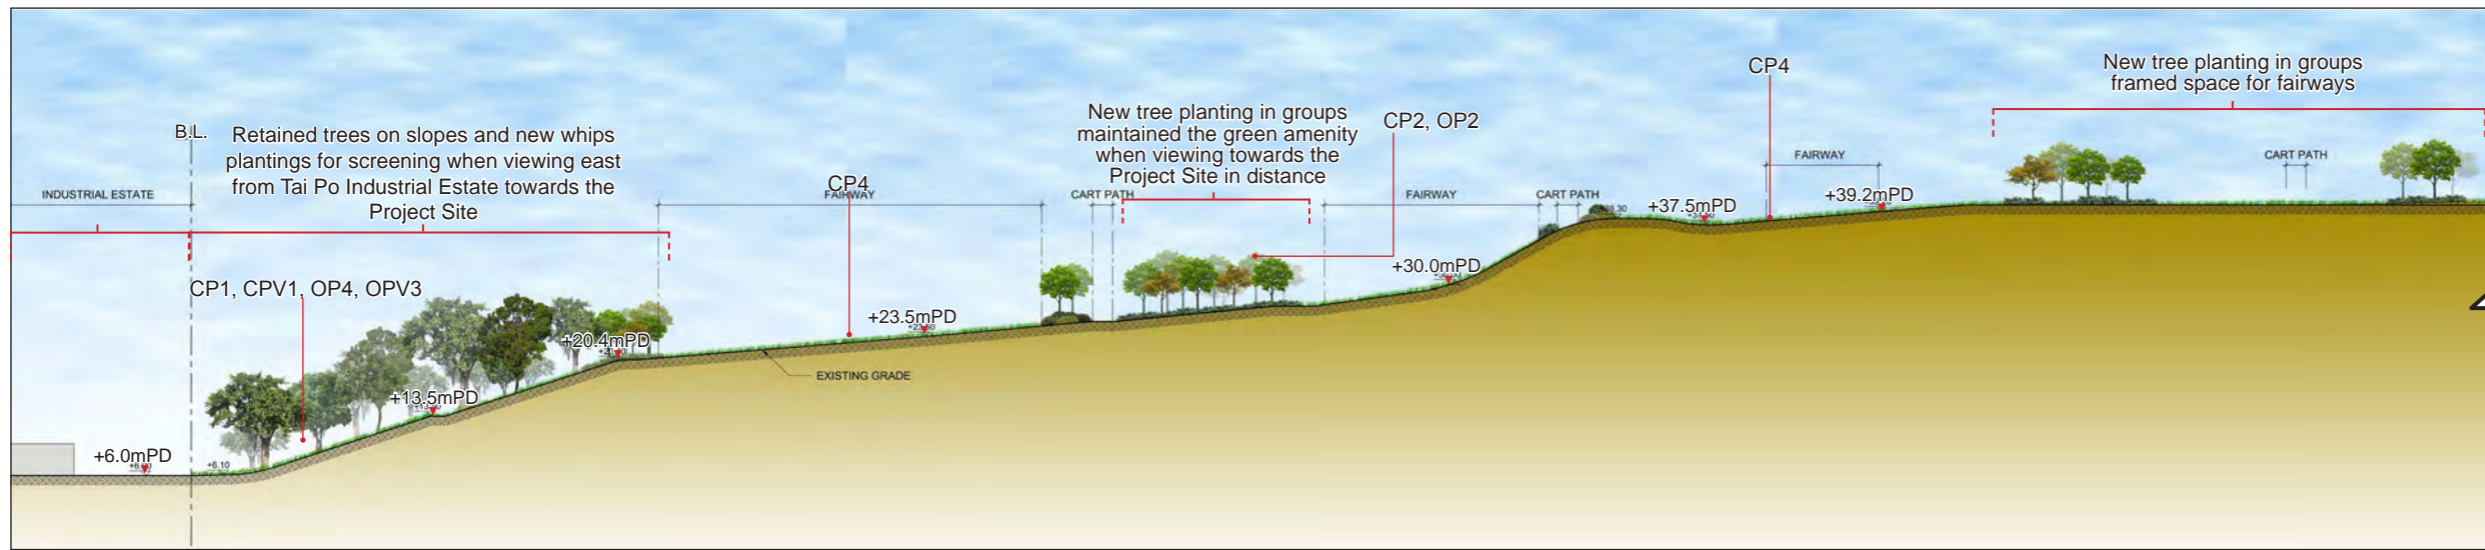 B.L.
Retained trees on slopes and new whips
plantings for screening when viewing east
from Tai Po Industrial Estate towards the
Project Site
INDUSTRIAL ESTATE
CP1, CPV1, OP4, OPV3
+6.0mPD
+6.10
+13.5mPD
+20.4mPD
FAIRWAY
CP4
+23.5mPD
EXISTING GRADE
CART PATH
New tree planting in groups
maintained the green amenity
when viewing towards the
Project Site in distance
CP2, OP2
FAIRWAY
+30.0mPD
CART PATH
+37.5mPD
CP4
FAIRWAY
+39.2mPD
New tree planting in groups
framed space for fairways
CART PATH